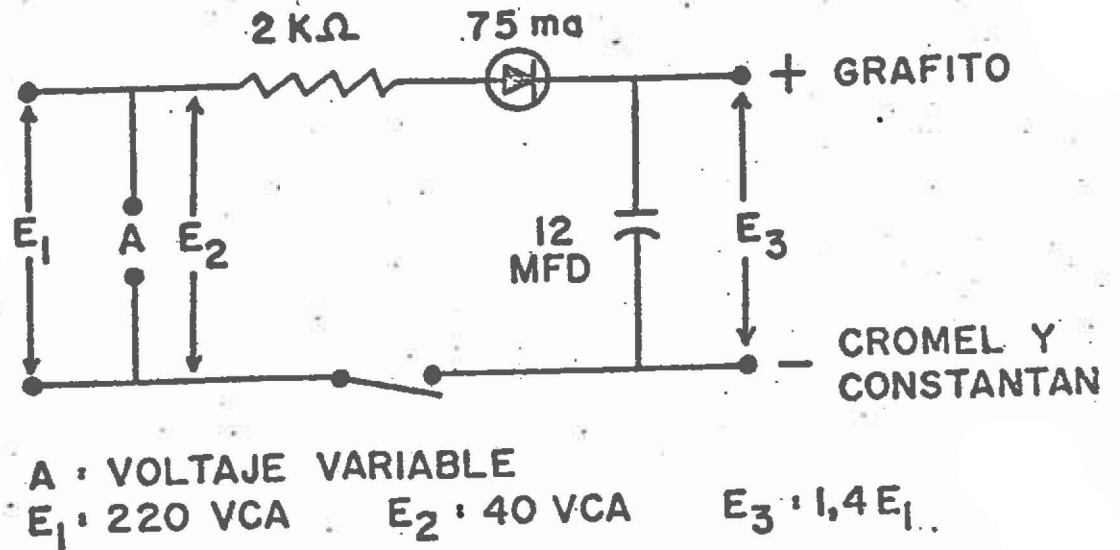 2 KΩ 75 ma
+ GRAFITO
E₁ A E₂ 12 MFD E₃
- CROMEL Y
CONSTANTAN
A : VOLTAJE VARIABLE
E₁ : 220 VCA E₂ : 40 VCA E₃ : 1,4 E₁